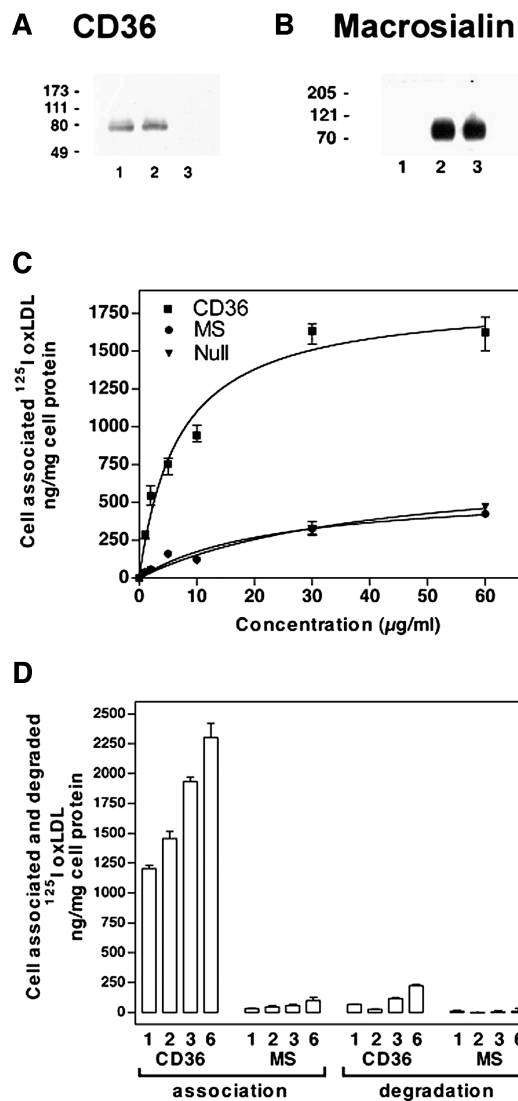 A CD36
173 -
111 -
80 -
49 -
1 2 3
B Macrosialin
205 -
121 -
70 -
1 2 3
C
Cell associated ¹²⁵I oxLDL
ng/mg cell protein
1750
1500
1250
1000
750
500
250
0
CD36
MS
Null
0 10 20 30 40 50 60
Concentration (µg/ml)
D
Cell associated and degraded
¹²⁵I oxLDL
ng/mg cell protein
2500
2250
2000
1750
1500
1250
1000
750
500
250
0
1 2 3 6 1 2 3 6 1 2 3 6 1 2 3 6
CD36 MS CD36 MS
association degradation